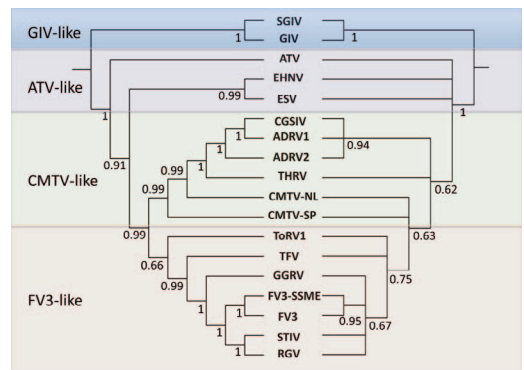 GIV-like
ATV-like
CMTV-like
FV3-like
SGIV
GIV
ATV
EHNV
ESV
CGSIV
ADRV1
ADRV2
THRV
CMTV-NL
CMTV-SP
ToRV1
TFV
GGRV
FV3-SSME
FV3
STIV
RGV
1
1
0.91
0.99
0.99
1
1
1
0.99
0.99
0.66
0.99
1
1
1
1
1
1
0.94
0.62
0.63
0.75
0.95
0.67